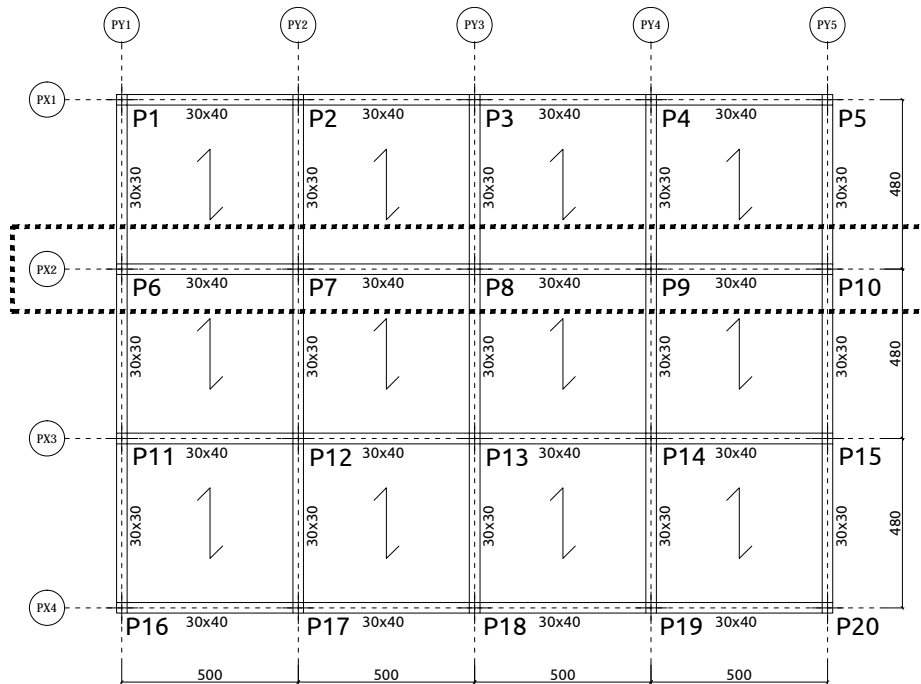 PY1 PY2 PY3 PY4 PY5
PX1
P1 30x40 P2 30x40 P3 30x40 P4 30x40 P5
30x30 30x30 30x30 30x30 30x30 480
PX2
P6 30x40 P7 30x40 P8 30x40 P9 30x40 P10
30x30 30x30 30x30 30x30 30x30 480
PX3
P11 30x40 P12 30x40 P13 30x40 P14 30x40 P15
30x30 30x30 30x30 30x30 30x30 480
PX4
P16 30x40 P17 30x40 P18 30x40 P19 30x40 P20
500 500 500 500